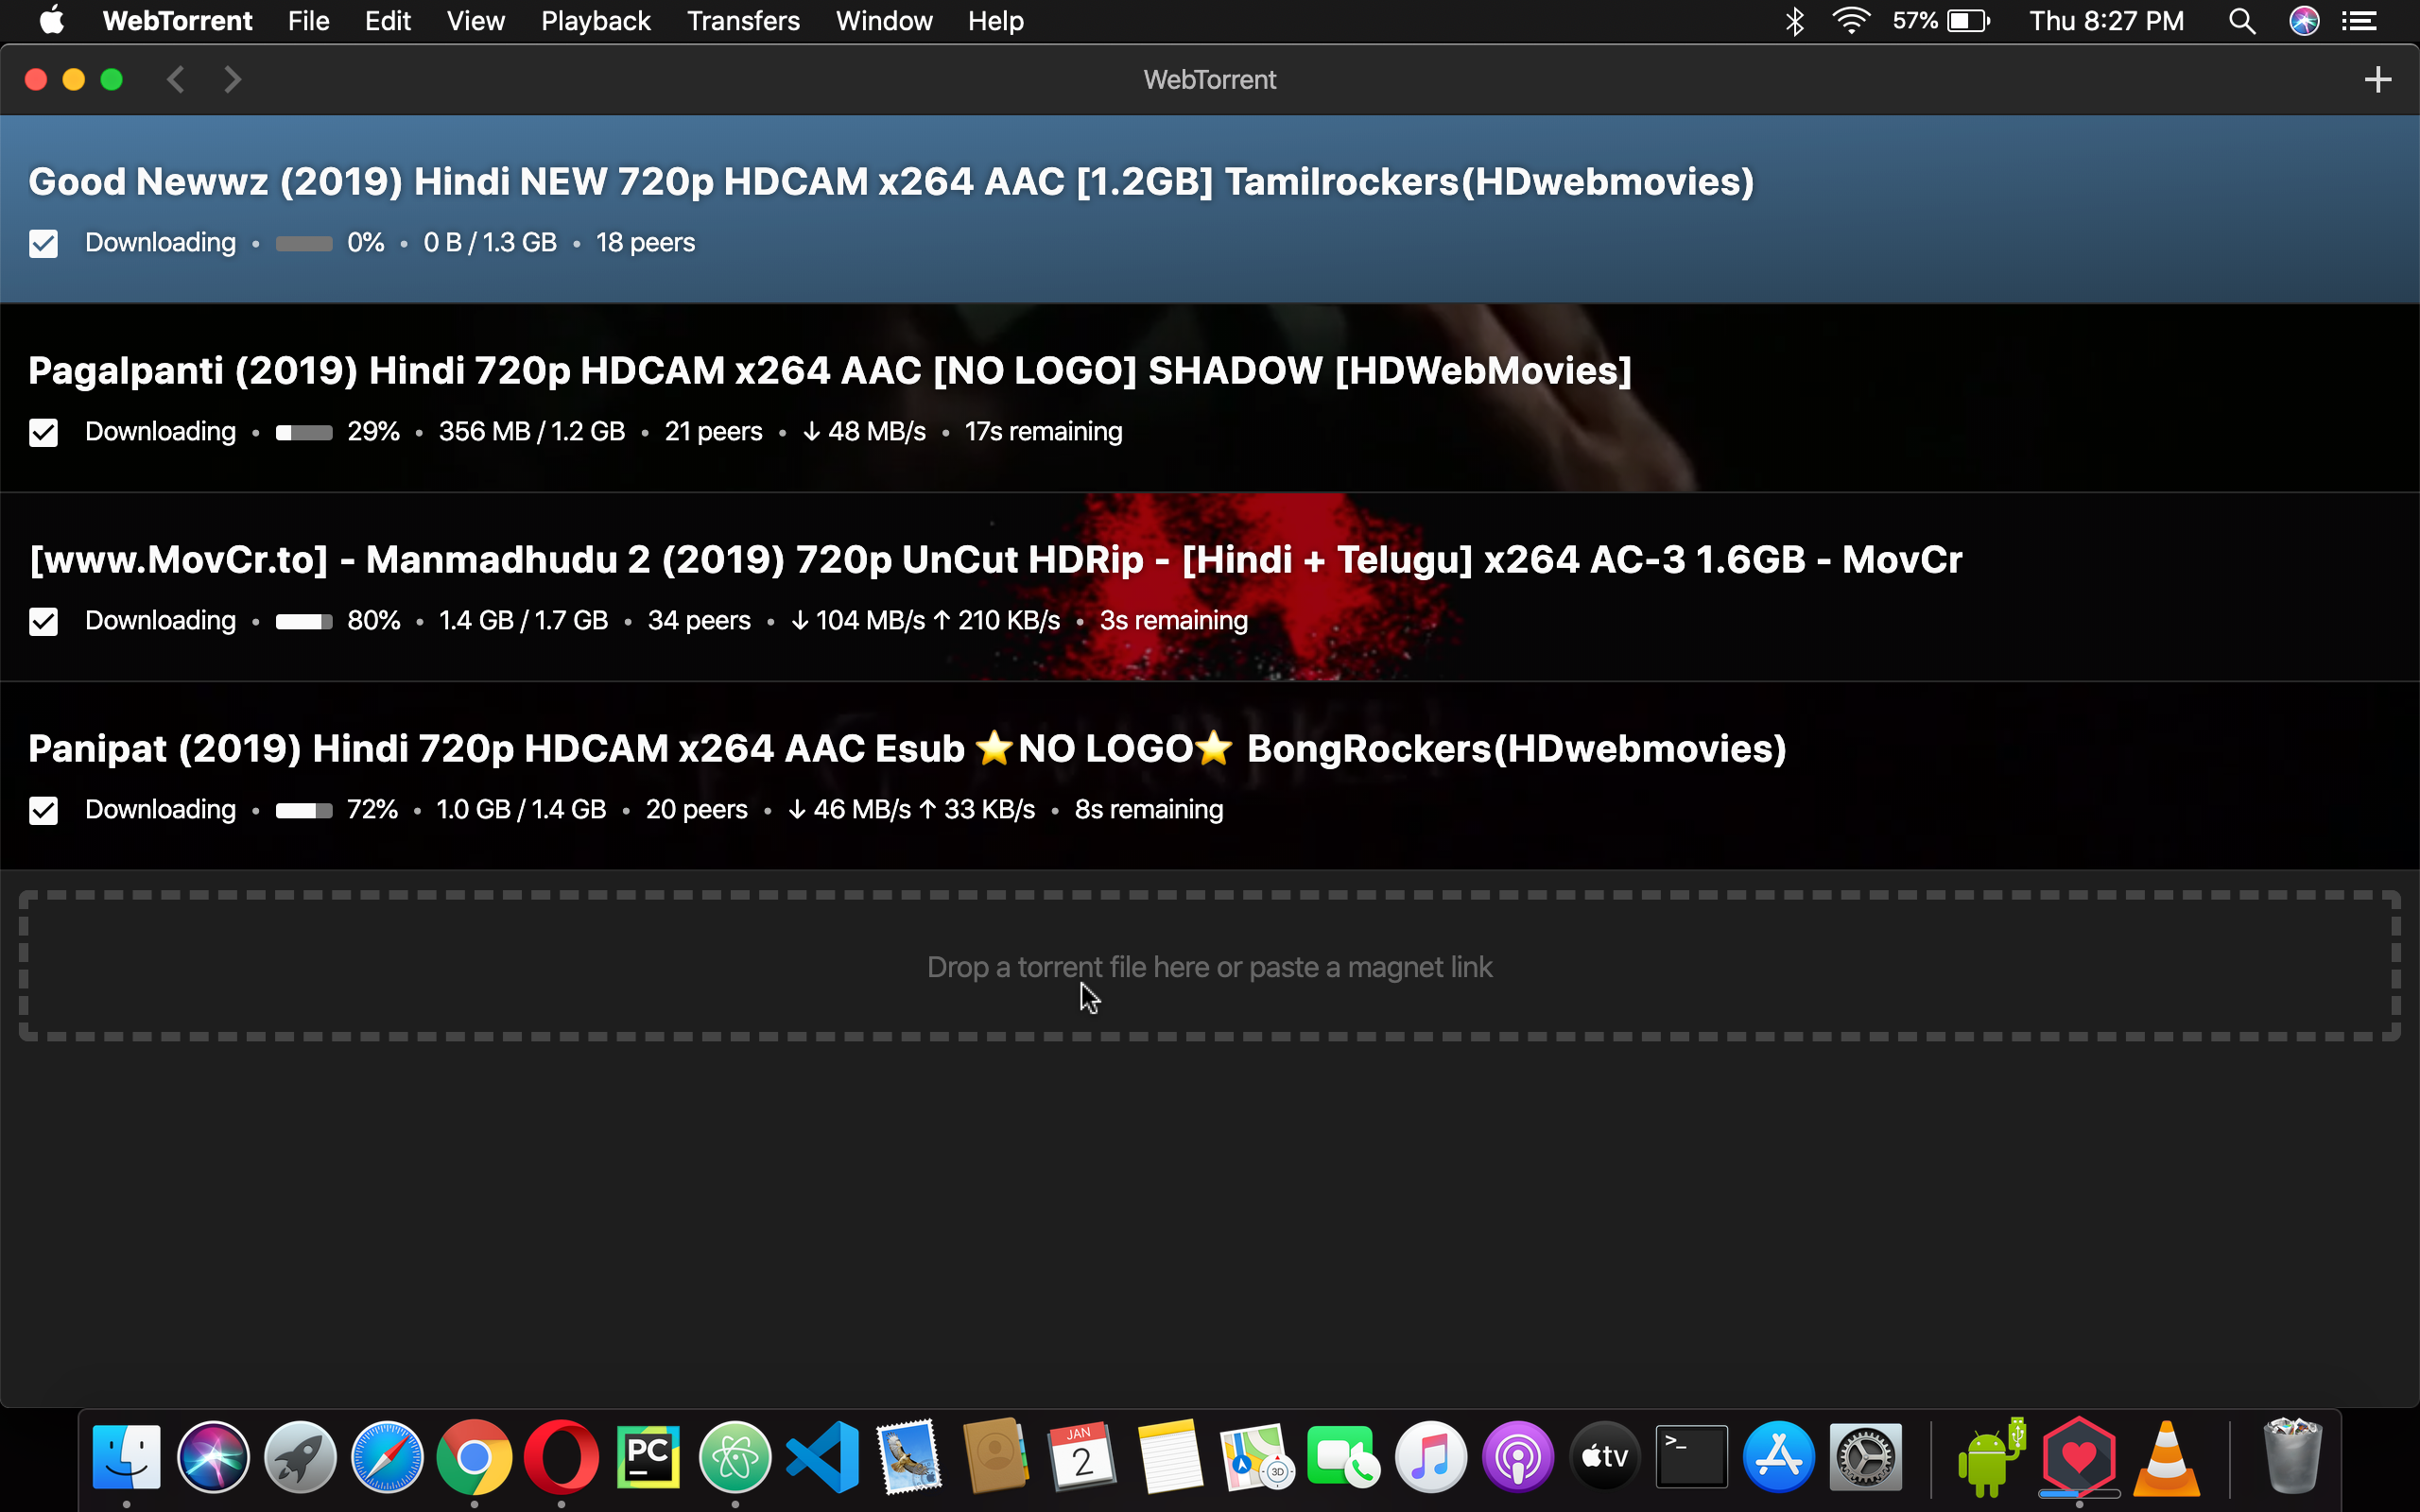 WebTorrent File Edit View Playback Transfers Window Help 57% Thu 8:27 PM
WebTorrent
Good Newwz (2019) Hindi NEW 720p HDCAM x264 AAC [1.2GB] Tamilrockers(HDwebmovies)
Downloading • 0% • 0 B / 1.3 GB • 18 peers
Pagalpanti (2019) Hindi 720p HDCAM x264 AAC [NO LOGO] SHADOW [HDWebMovies]
Downloading • 29% • 356 MB / 1.2 GB • 21 peers • ↓ 48 MB/s • 17s remaining
[www.MovCr.to] - Manmadhudu 2 (2019) 720p UnCut HDRip - [Hindi + Telugu] x264 AC-3 1.6GB - MovCr
Downloading • 80% • 1.4 GB / 1.7 GB • 34 peers • ↓ 104 MB/s ↑ 210 KB/s • 3s remaining
Panipat (2019) Hindi 720p HDCAM x264 AAC Esub ⭐NO LOGO⭐ BongRockers(HDwebmovies)
Downloading • 72% • 1.0 GB / 1.4 GB • 20 peers • ↓ 46 MB/s ↑ 33 KB/s • 8s remaining
Drop a torrent file here or paste a magnet link
PC JAN 2 3D tv >_